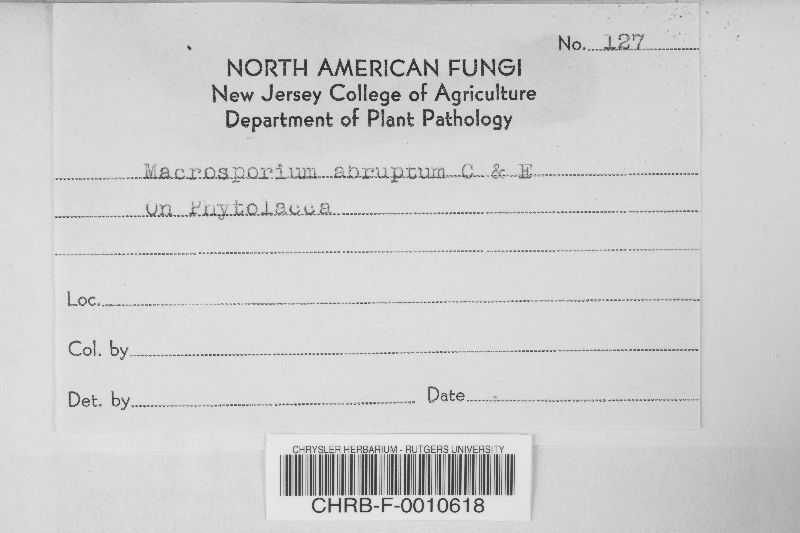 No. 127
NORTH AMERICAN FUNGI
New Jersey College of Agriculture
Department of Plant Pathology
Macrosporium abruptum C & E
on Phytolacca
Loc.
Col. by
Det. by Date
CHRYSLER HERBARIUM - RUTGERS UNIVERSITY
CHRB-F-0010618